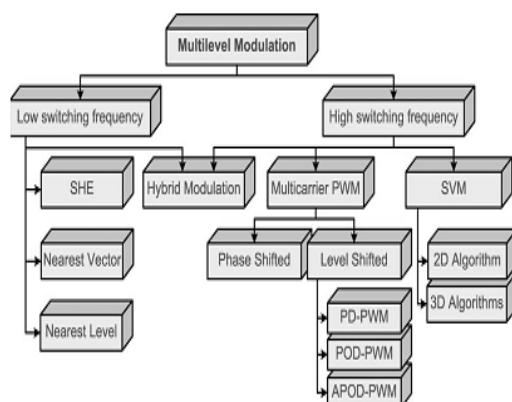 Multilevel Modulation
Low switching frequency
High switching frequency
SHE
Hybrid Modulation
Multicarrier PWM
SVM
Nearest Vector
Phase Shifted
Level Shifted
2D Algorithm
Nearest Level
PD-PWM
3D Algorithms
POD-PWM
APOD-PWM